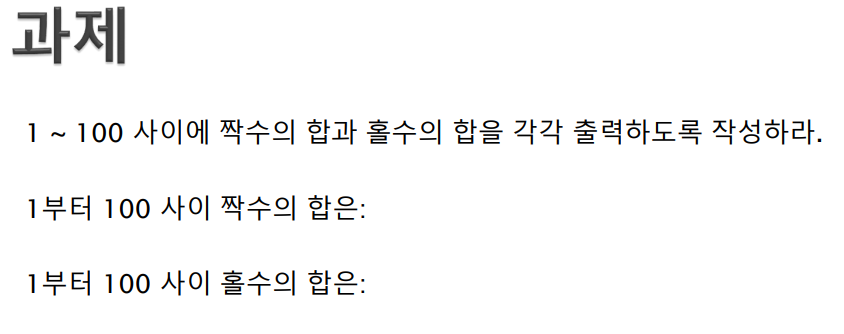 과제
1 ~ 100 사이에 짝수의 합과 홀수의 합을 각각 출력하도록 작성하라.
1부터 100 사이 짝수의 합은:
1부터 100 사이 홀수의 합은: